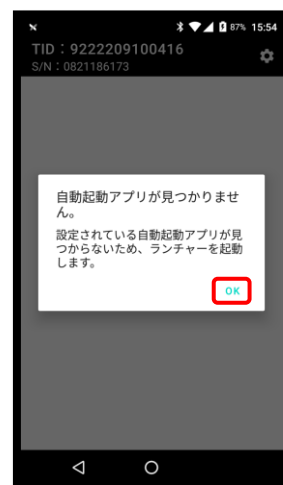 87% 15:54
TID：9222209100416
S/N：0821186173
自動起動アプリが見つかりませ
ん。
設定されている自動起動アプリが見
つからないため、ランチャーを起動
します。
OK